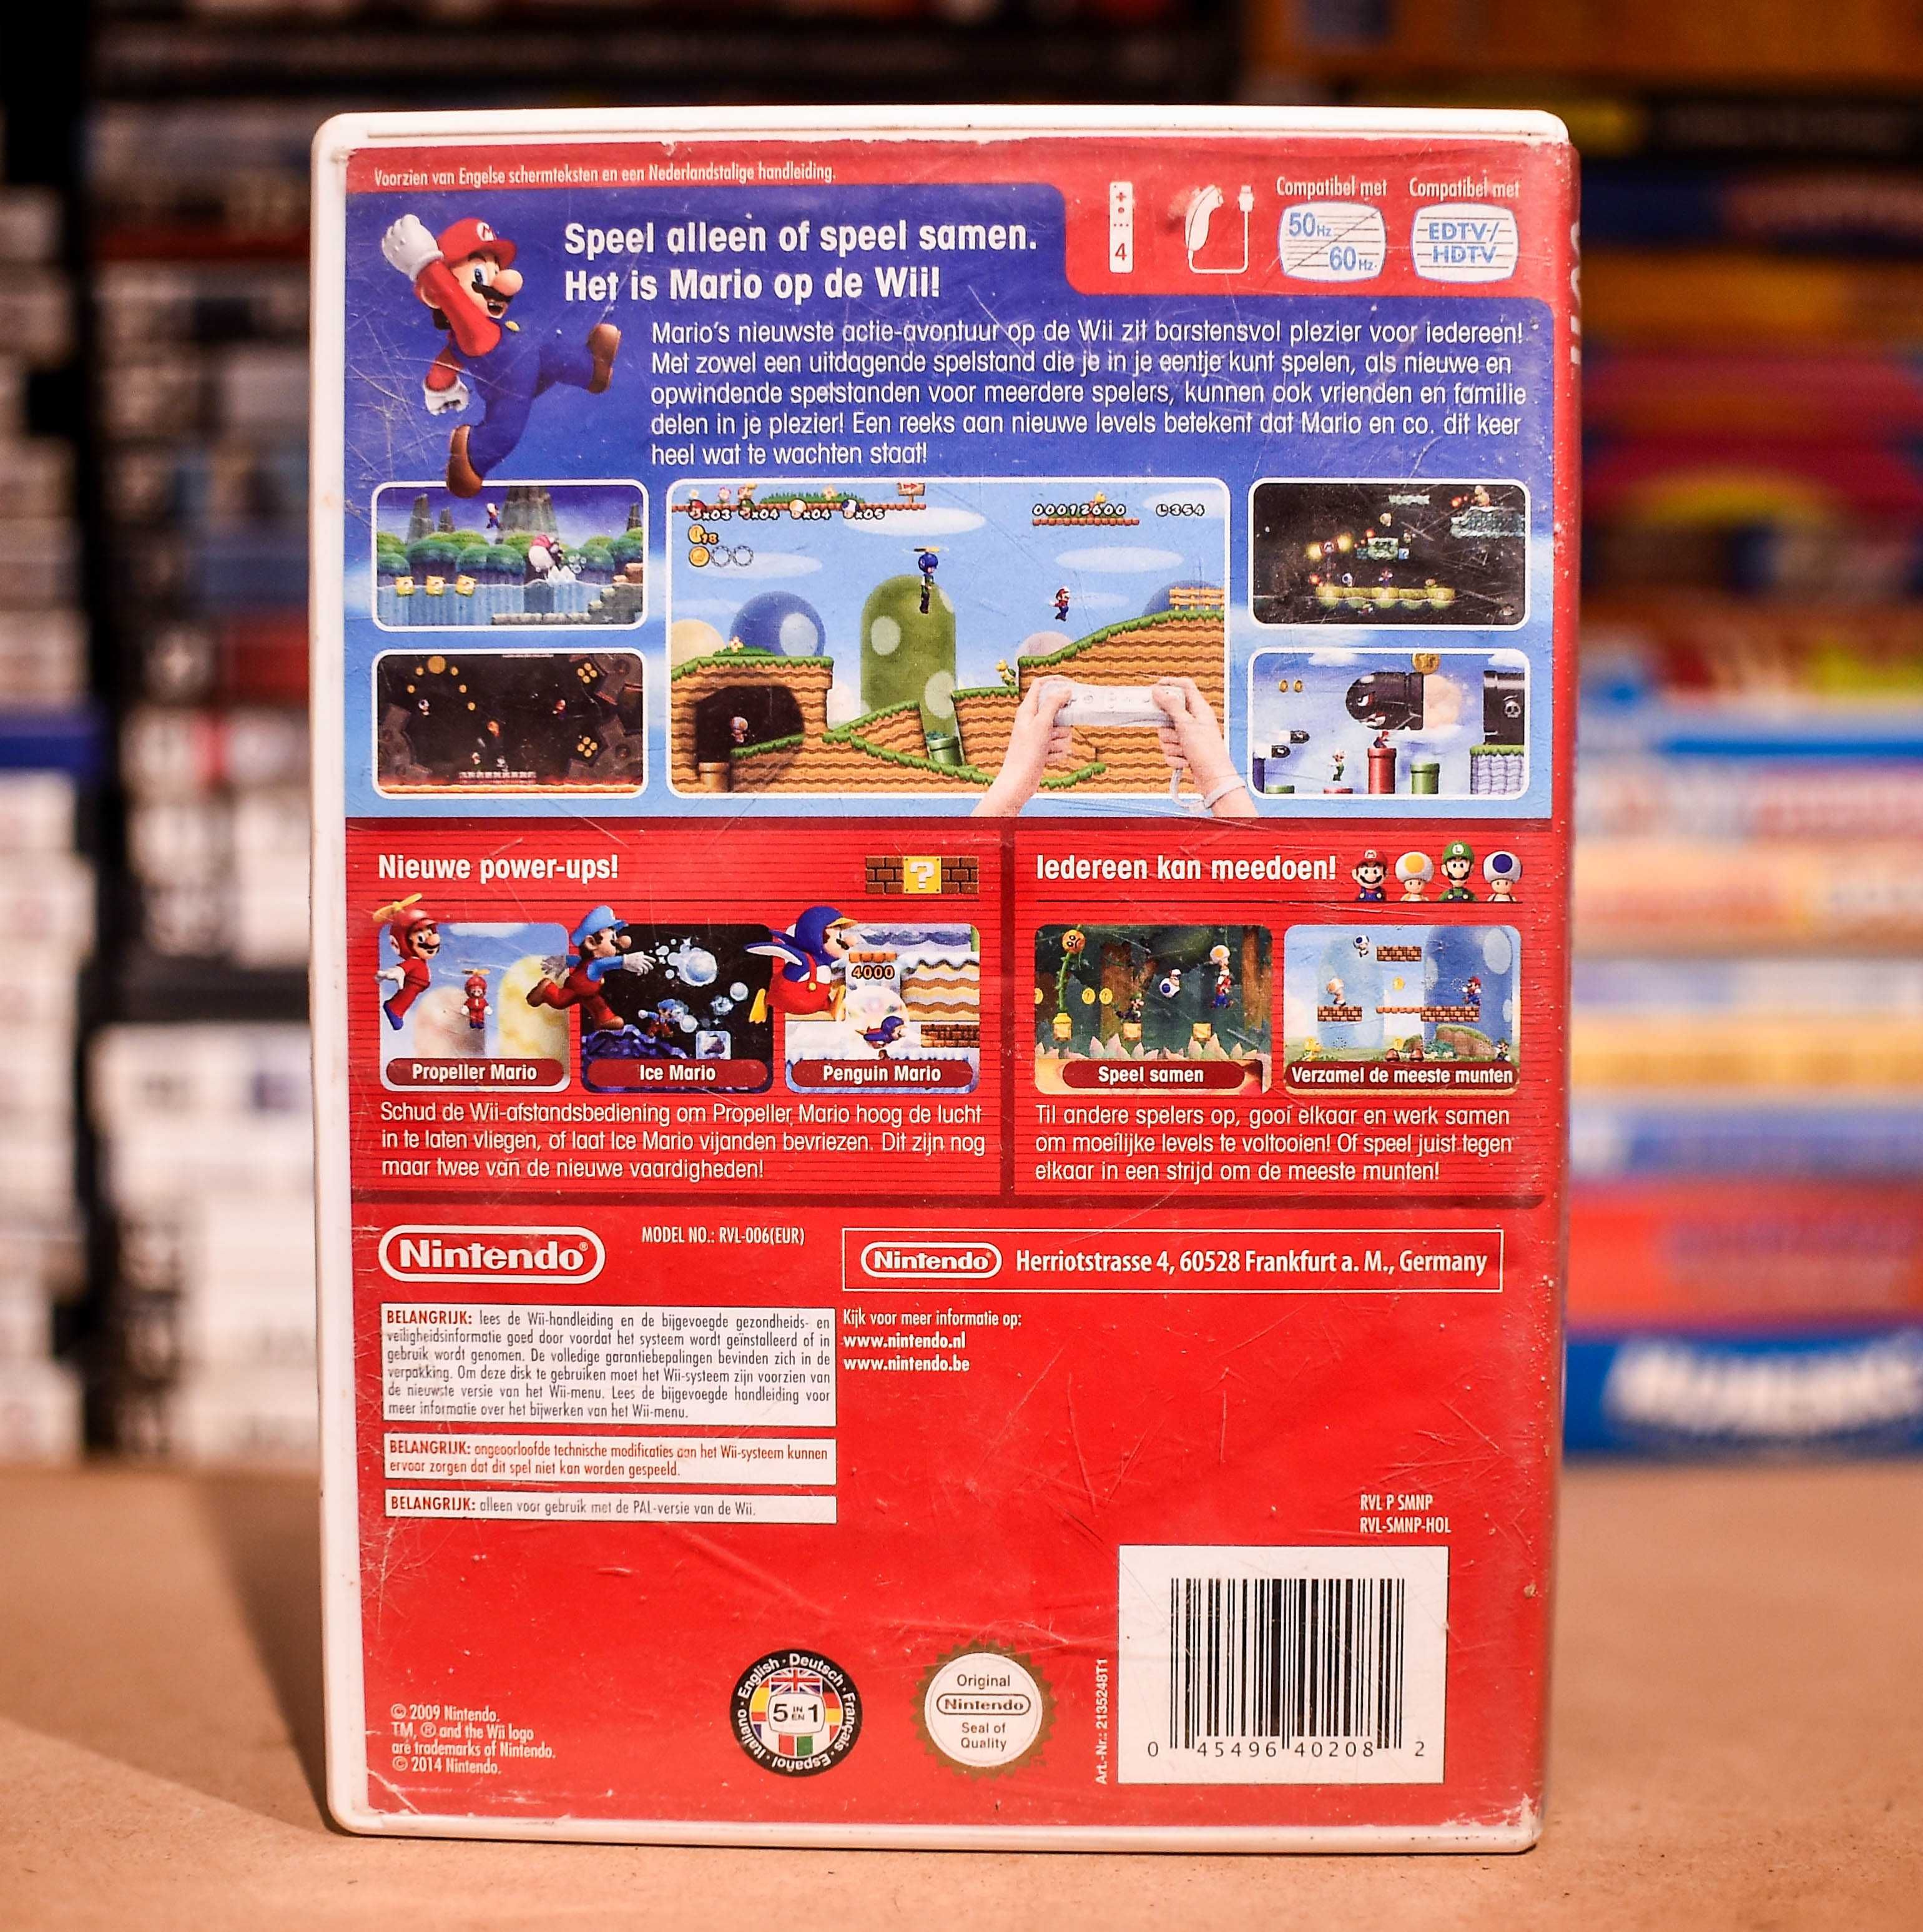 Voorzien van Engelse schermteksten en een Nederlandstalige handleiding.
Speel alleen of speel samen.
Het is Mario op de Wii!
4
Compatibel met
50Hz
60Hz
Compatibel met
EDTV/
HDTV
Mario's nieuwste actie-avontuur op de Wii zit barstensvol plezier voor iedereen!
Met zowel een uitdagende spelstand die je in je eentje kunt spelen, als nieuwe en
opwindende spelstanden voor meerdere spelers, kunnen ook vrienden en familie
delen in je plezier! Een reeks aan nieuwe levels betekent dat Mario en co. dit keer
heel wat te wachten staat!
x03 x04 x04 x05
00012600
354
18
Nieuwe power-ups!
?
4000
Propeller Mario
Ice Mario
Penguin Mario
Schud de Wii-afstandsbediening om Propeller Mario hoog de lucht
in te laten vliegen, of laat Ice Mario vijanden bevriezen. Dit zijn nog
maar twee van de nieuwe vaardigheden!
Iedereen kan meedoen!
Speel samen
Verzamel de meeste munten
Til andere spelers op, gooi elkaar en werk samen
om moeilijke levels te voltooien! Of speel juist tegen
elkaar in een strijd om de meeste munten!
Nintendo®
MODEL NO.: RVL-006(EUR)
Nintendo® Herriotstrasse 4, 60528 Frankfurt a. M., Germany
BELANGRIJK: lees de Wii-handleiding en de bijgevoegde gezondheids- en
veiligheidsinformatie goed door voordat het systeem wordt geïnstalleerd of in
gebruik wordt genomen. De volledige garantiebepalingen bevinden zich in de
verpakking. Om deze disk te gebruiken moet het Wii-systeem zijn voorzien van
de nieuwste versie van het Wii-menu. Lees de bijgevoegde handleiding voor
meer informatie over het bijwerken van het Wii-menu.
BELANGRIJK: ongeoorloofde technische modificaties aan het Wii-systeem kunnen
ervoor zorgen dat dit spel niet kan worden gespeeld.
BELANGRIJK: alleen voor gebruik met de PAL-versie van de Wii.
Kijk voor meer informatie op:
www.nintendo.nl
www.nintendo.be
RVL P SMNP
RVL-SMNP-HOL
© 2009 Nintendo.
TM, ® and the Wii logo
are trademarks of Nintendo.
© 2014 Nintendo.
English · Deutsch · Français · Español · Italiano
5 IN EN 1
Original
Nintendo
Seal of
Quality
Art.-Nr.: 2135248T1
0 45496 40208 2